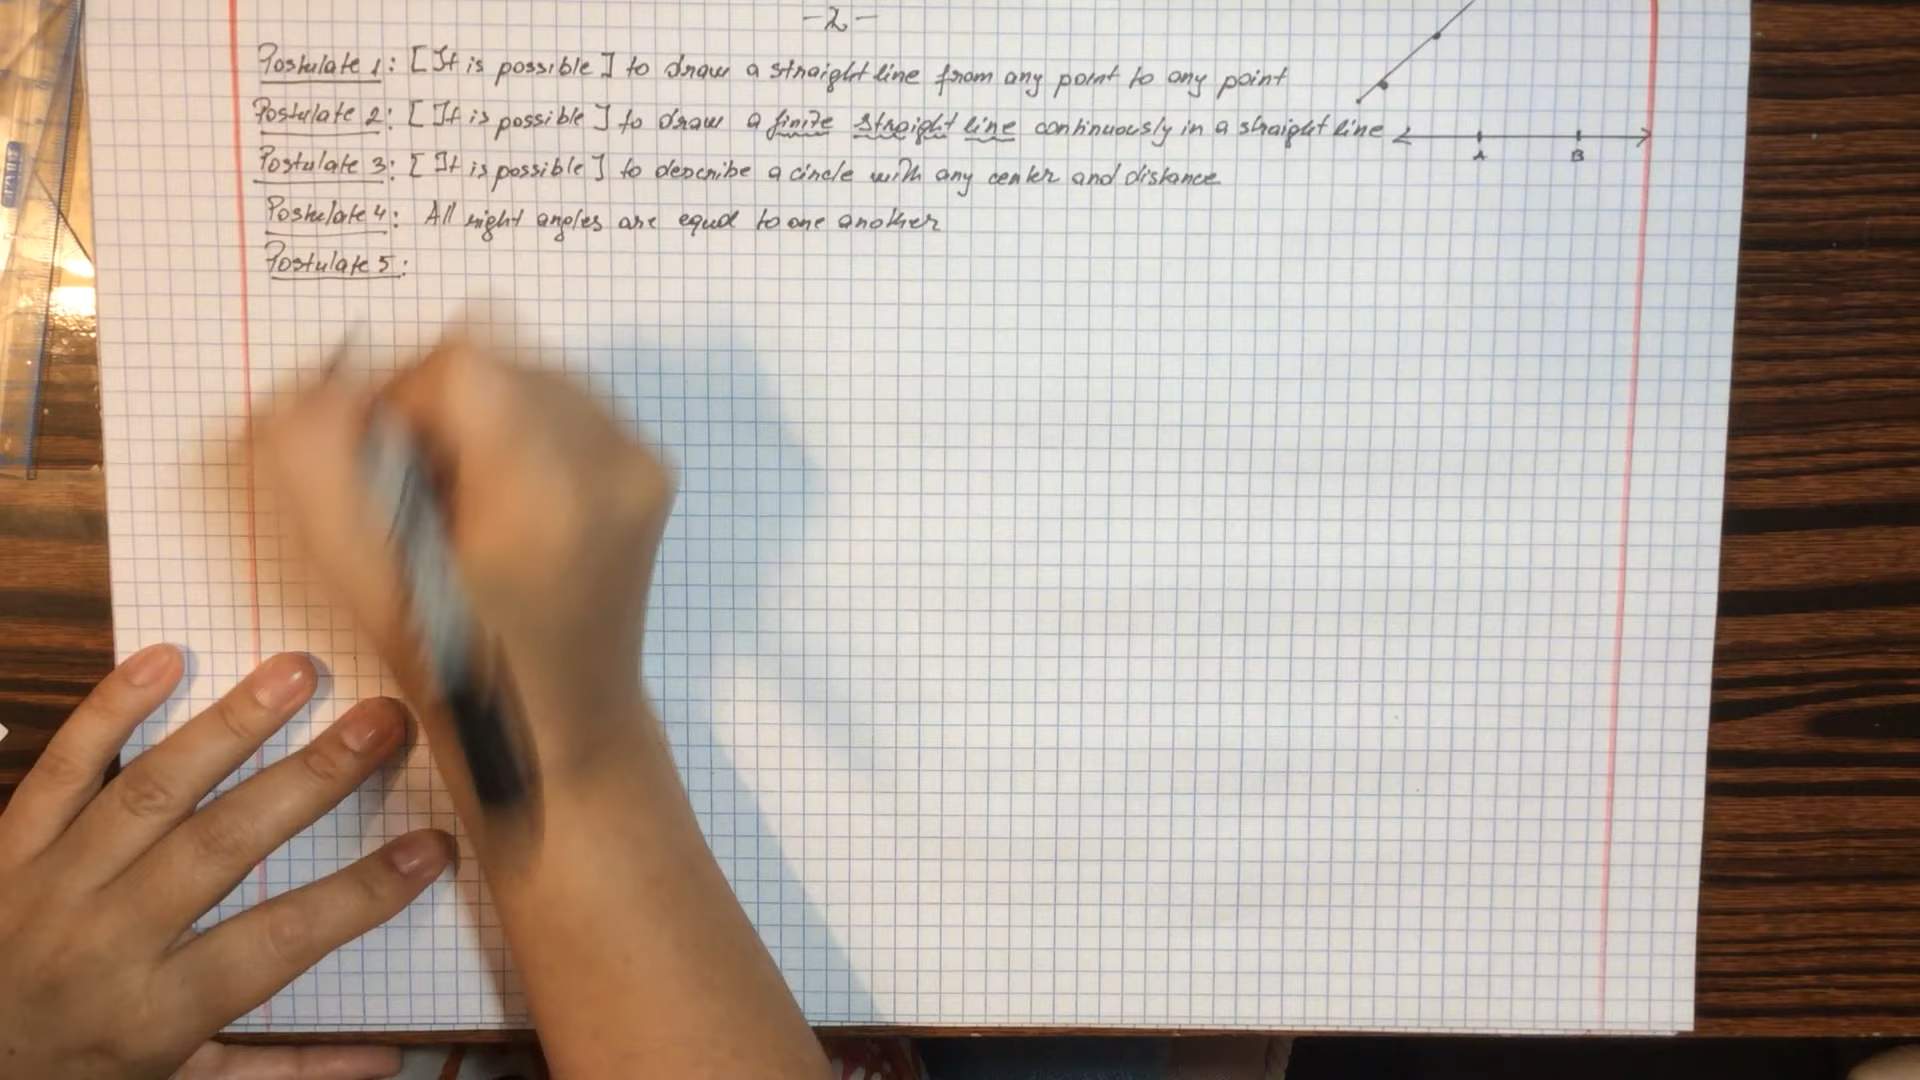 -2-
Postulate 1: [It is possible] to draw a straight line from any point to any point
Postulate 2: [It is possible] to draw a finite straight line continuously in a straight line
A B
Postulate 3: [It is possible] to describe a circle with any center and distance
Postulate 4: All right angles are equal to one another
Postulate 5: